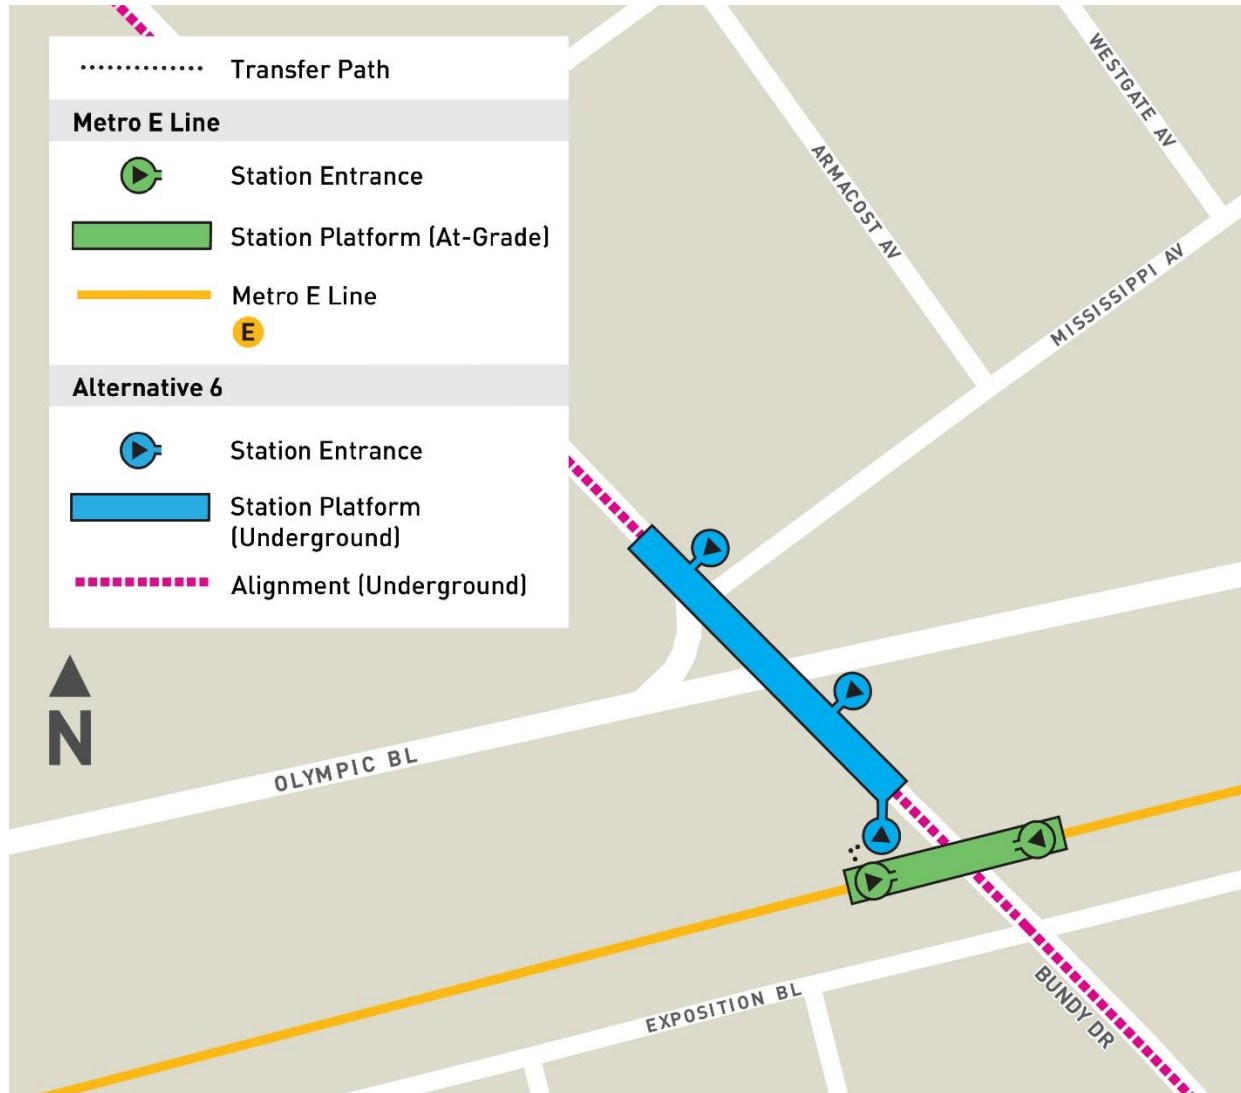 Transfer Path
Metro E Line
Station Entrance
Station Platform (At-Grade)
Metro E Line
E
Alternative 6
Station Entrance
Station Platform
(Underground)
Alignment (Underground)
N
WESTGATE AV
ARMACOST AV
MISSISSIPPI AV
OLYMPIC BL
EXPOSITION BL
BUNDY DR